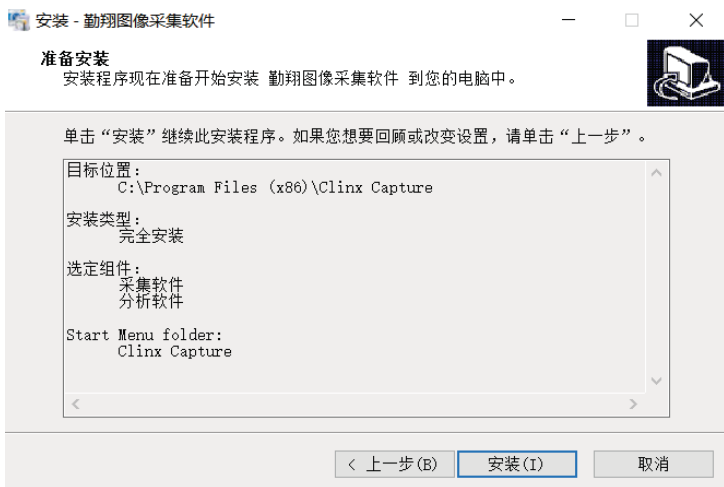 安装 - 勤翔图像采集软件
准备安装
安装程序现在准备开始安装 勤翔图像采集软件 到您的电脑中。
单击“安装”继续此安装程序。如果您想要回顾或改变设置，请单击“上一步”。
目标位置:
C:\Program Files (x86)\Clinx Capture
安装类型:
完全安装
选定组件:
采集软件
分析软件
Start Menu folder:
Clinx Capture
< 上一步(B)
安装(I)
取消